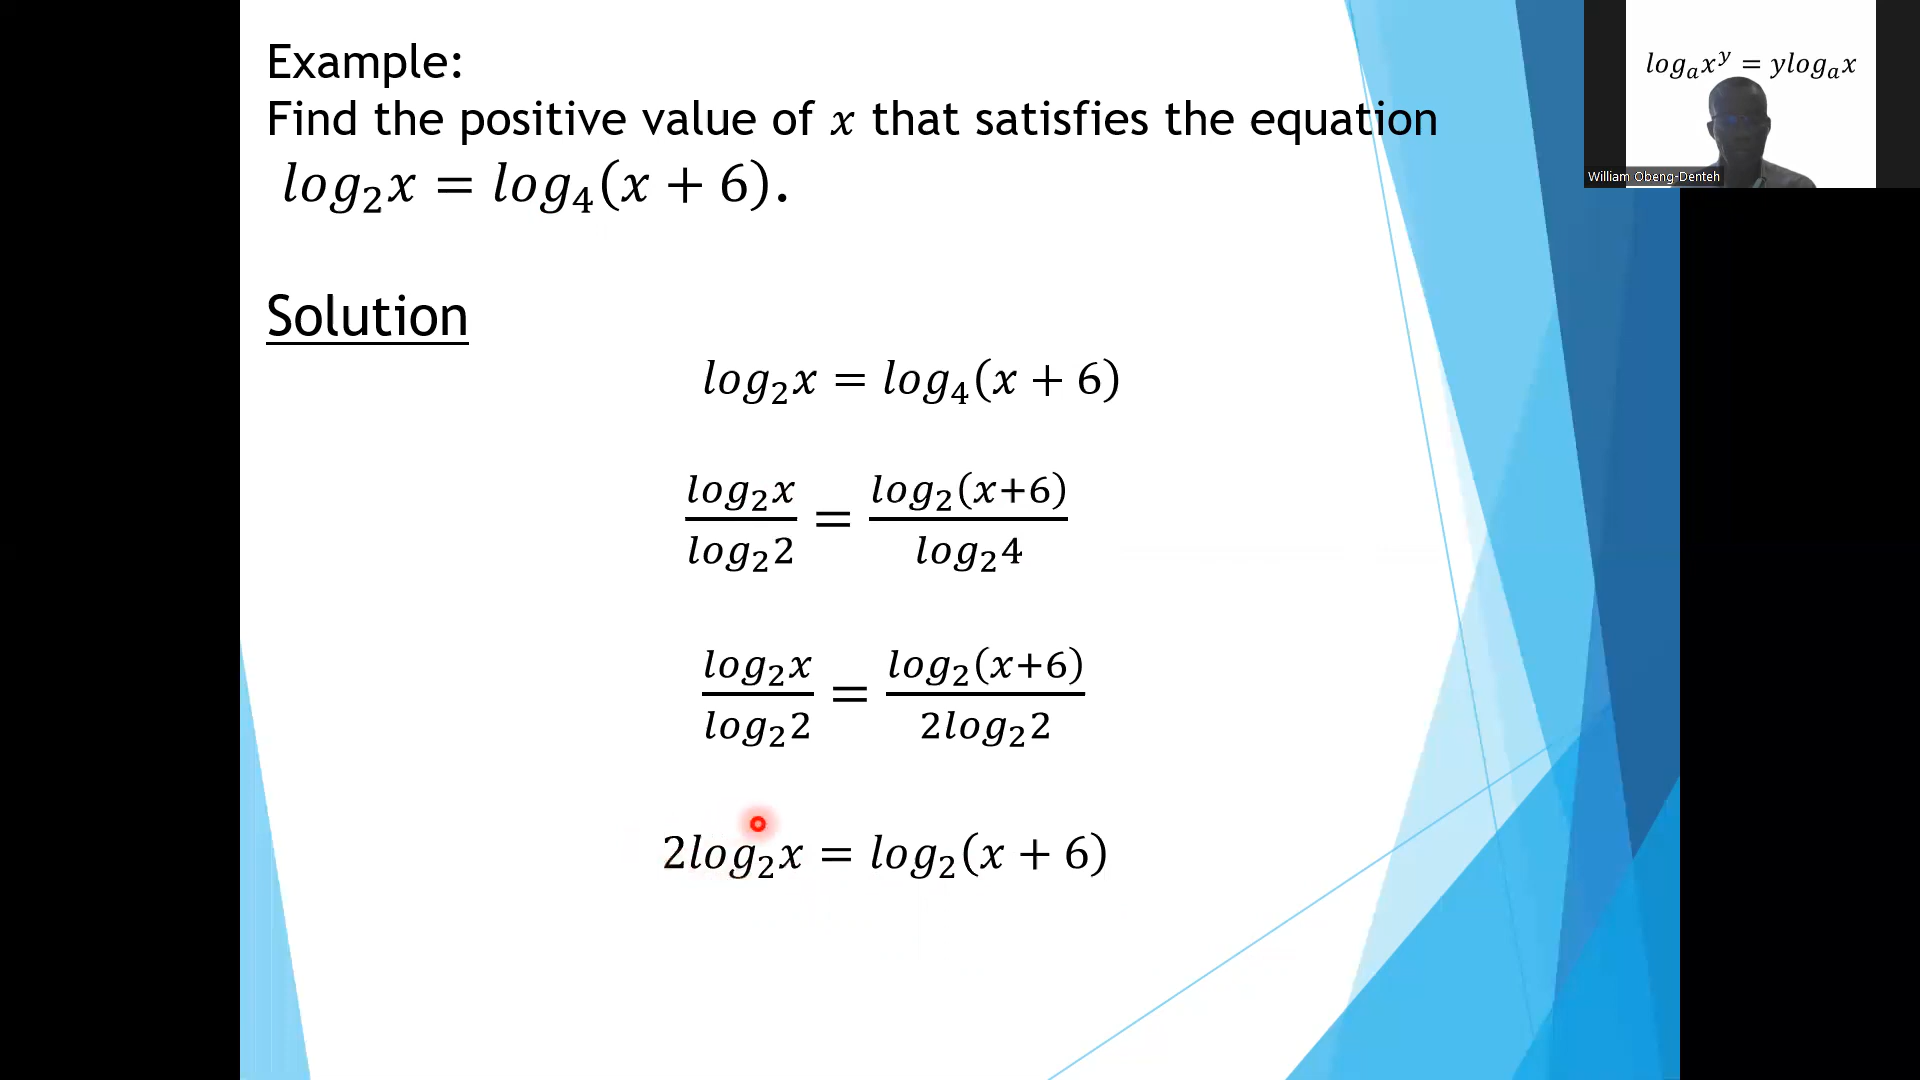 Example:
Find the positive value of x that satisfies the equation
log₂x = log₄(x + 6).
Solution
log₂x = log₄(x + 6)
log₂x / log₂2 = log₂(x+6) / log₂4
log₂x / log₂2 = log₂(x+6) / 2log₂2
2log₂x = log₂(x + 6)
logₐxʸ = ylogₐx
William Obeng-Denteh